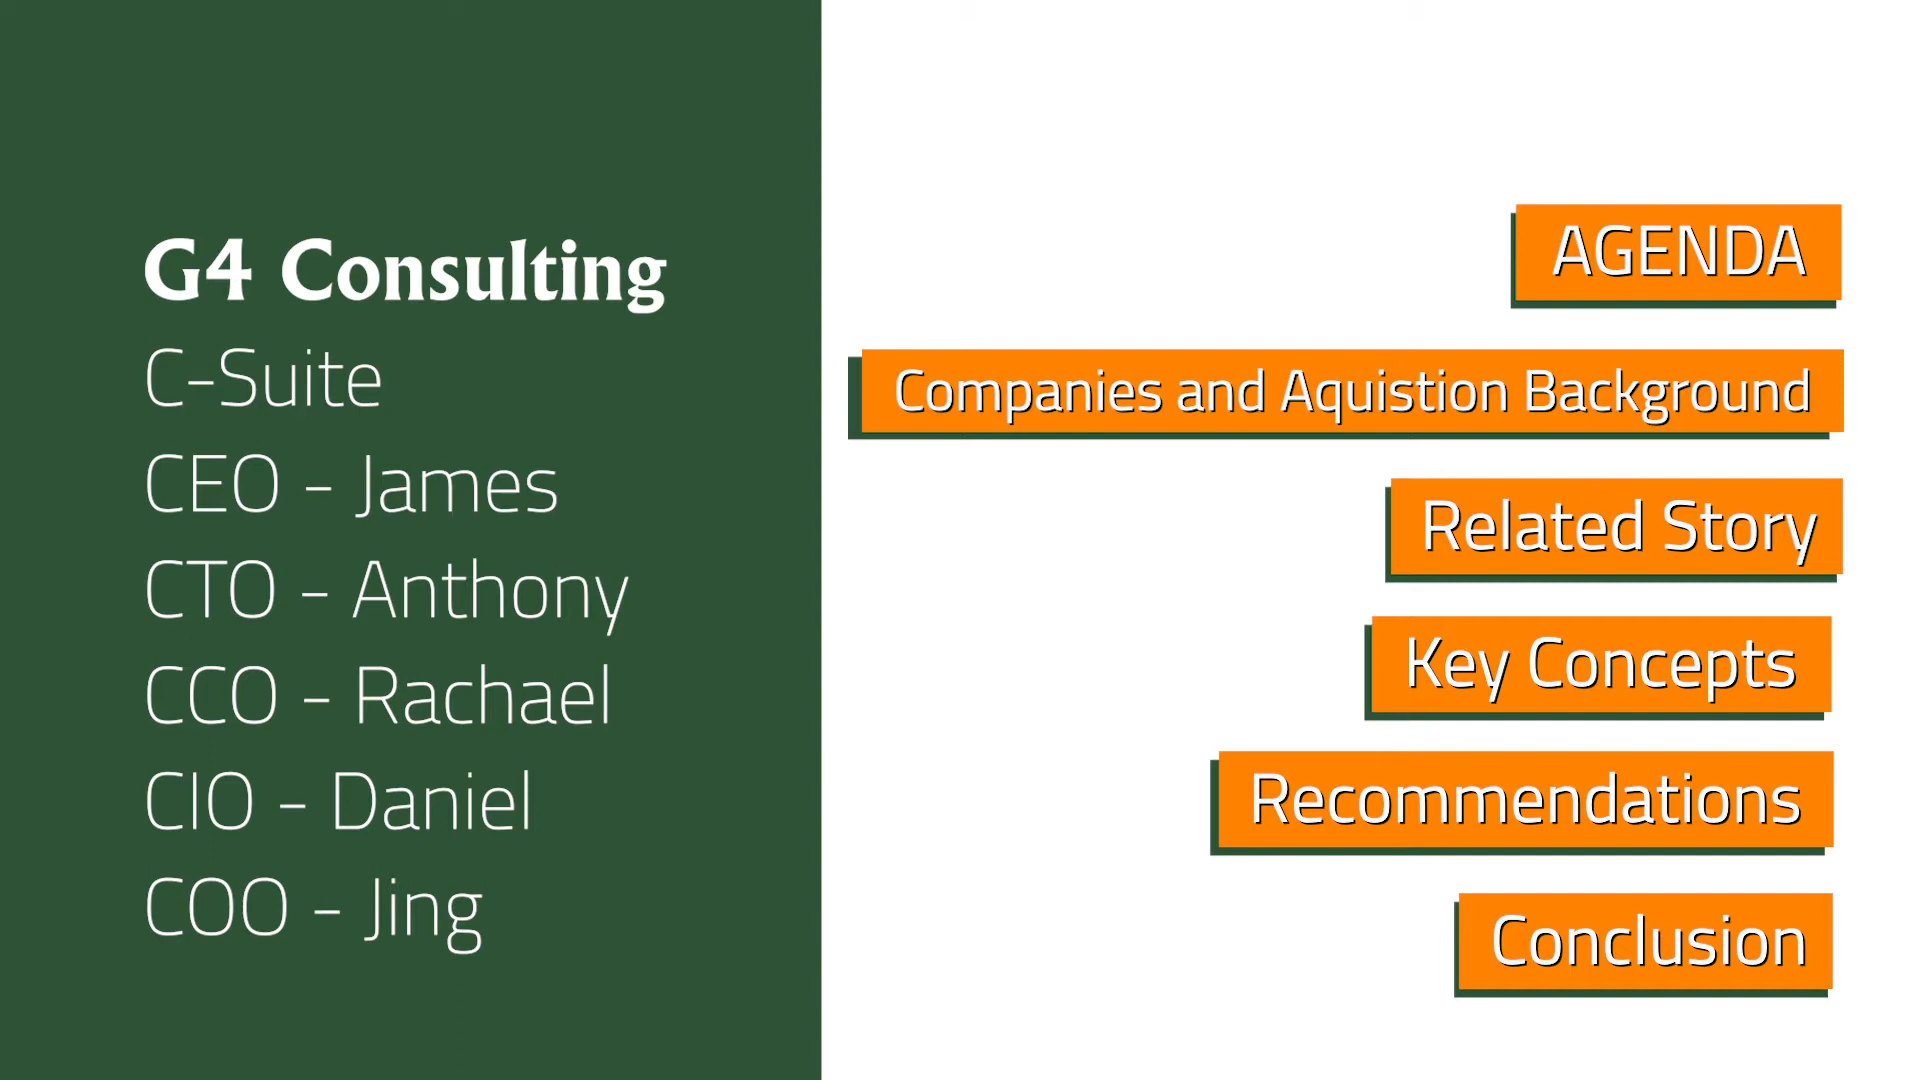 G4 Consulting
C-Suite
CEO - James
CTO - Anthony
CCO - Rachael
CIO - Daniel
COO - Jing
AGENDA
Companies and Aquistion Background
Related Story
Key Concepts
Recommendations
Conclusion